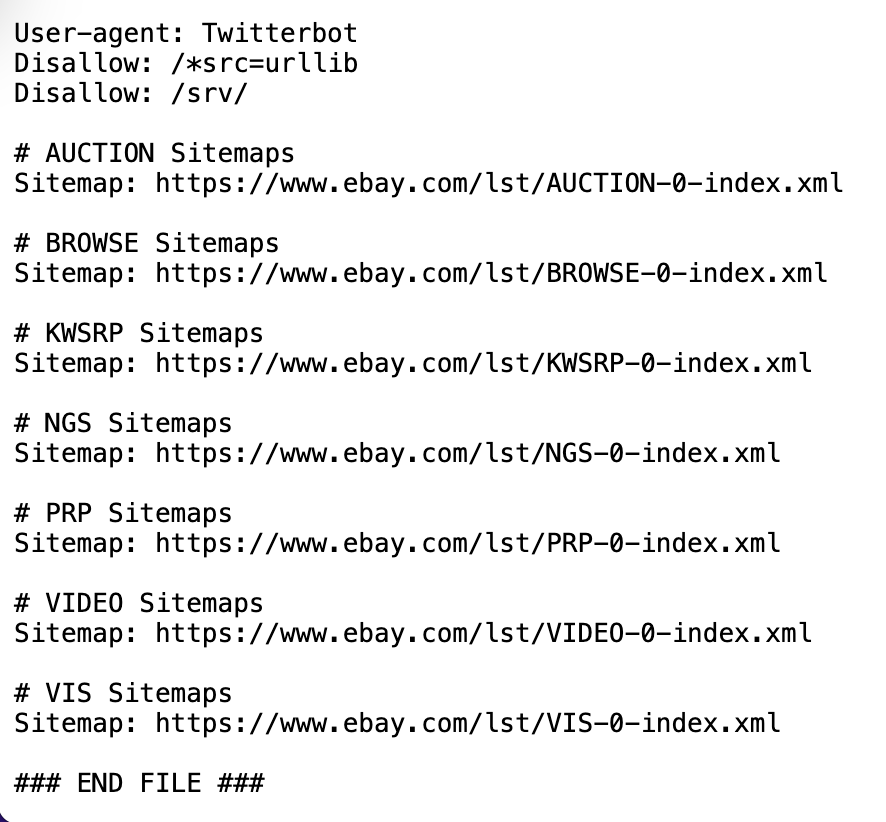 User-agent: Twitterbot
Disallow: /*src=urllib
Disallow: /srv/
# AUCTION Sitemaps
Sitemap: https://www.ebay.com/lst/AUCTION-0-index.xml
# BROWSE Sitemaps
Sitemap: https://www.ebay.com/lst/BROWSE-0-index.xml
# KWSRP Sitemaps
Sitemap: https://www.ebay.com/lst/KWSRP-0-index.xml
# NGS Sitemaps
Sitemap: https://www.ebay.com/lst/NGS-0-index.xml
# PRP Sitemaps
Sitemap: https://www.ebay.com/lst/PRP-0-index.xml
# VIDEO Sitemaps
Sitemap: https://www.ebay.com/lst/VIDEO-0-index.xml
# VIS Sitemaps
Sitemap: https://www.ebay.com/lst/VIS-0-index.xml
### END FILE ###